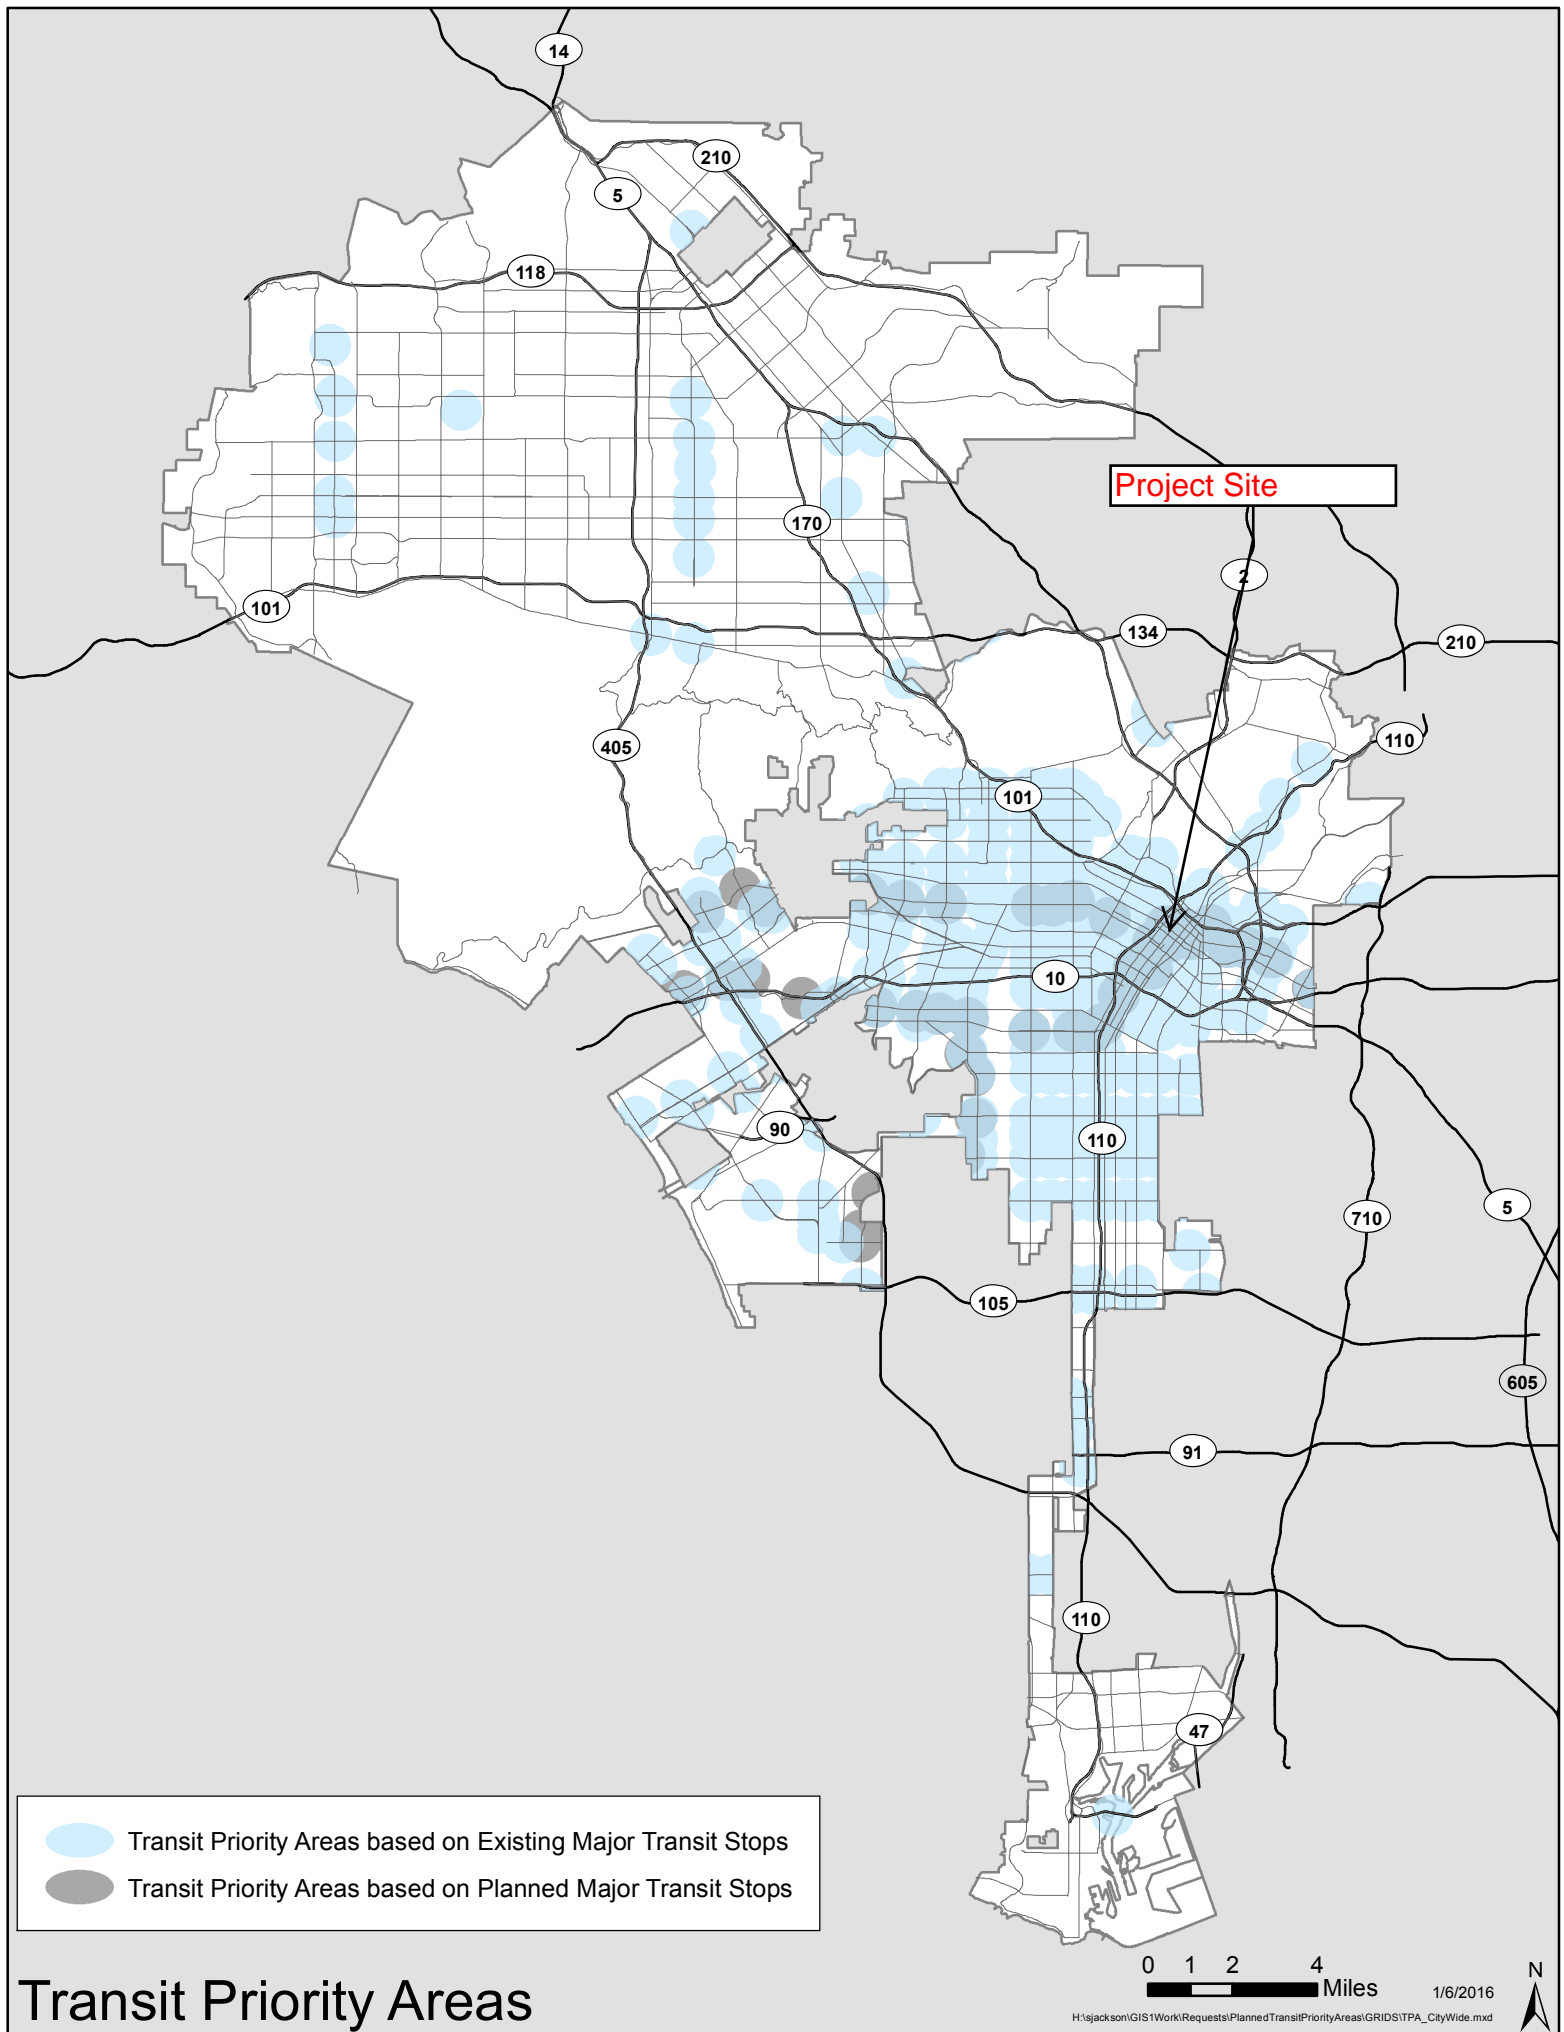 14
210
5
118
Project Site
170
2
101
134
210
405
110
101
10
90
110
710
5
105
605
91
110
47
Transit Priority Areas based on Existing Major Transit Stops
Transit Priority Areas based on Planned Major Transit Stops
Transit Priority Areas
0 1 2 4
Miles
N
1/6/2016
H:\sjackson\GIS1Work\Requests\PlannedTransitPriorityAreas\GRIDS\TPA_CityWide.mxd